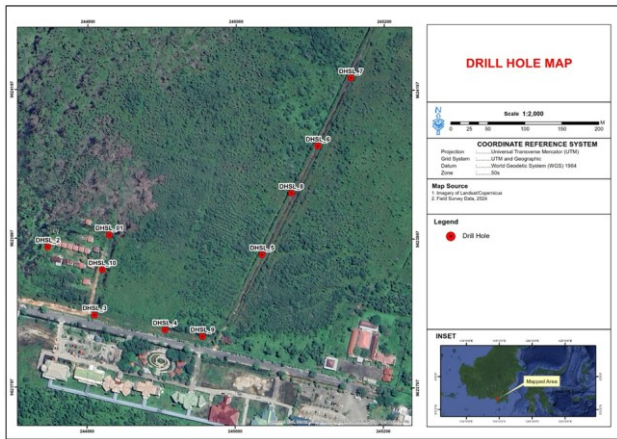 DRILL HOLE MAP
Scale 1:2,000
0 25 50 100 150 200 M
COORDINATE REFERENCE SYSTEM
Projection : Universal Transverse Mercator (UTM)
Grid System : UTM and Geographic
Datum : World Geodetic System (WGS) 1984
Zone : 50s
Map Source
1. Imagery of Landsat/Copernicus
2. Field Survey Data, 2024
Legend
Drill Hole
INSET
Mapped Area
DHSL_7
DHSL_6
DHSL_8
DHSL_5
DHSL_2
DHSL_10
DHSL_3
DHSL_4
DHSL_9